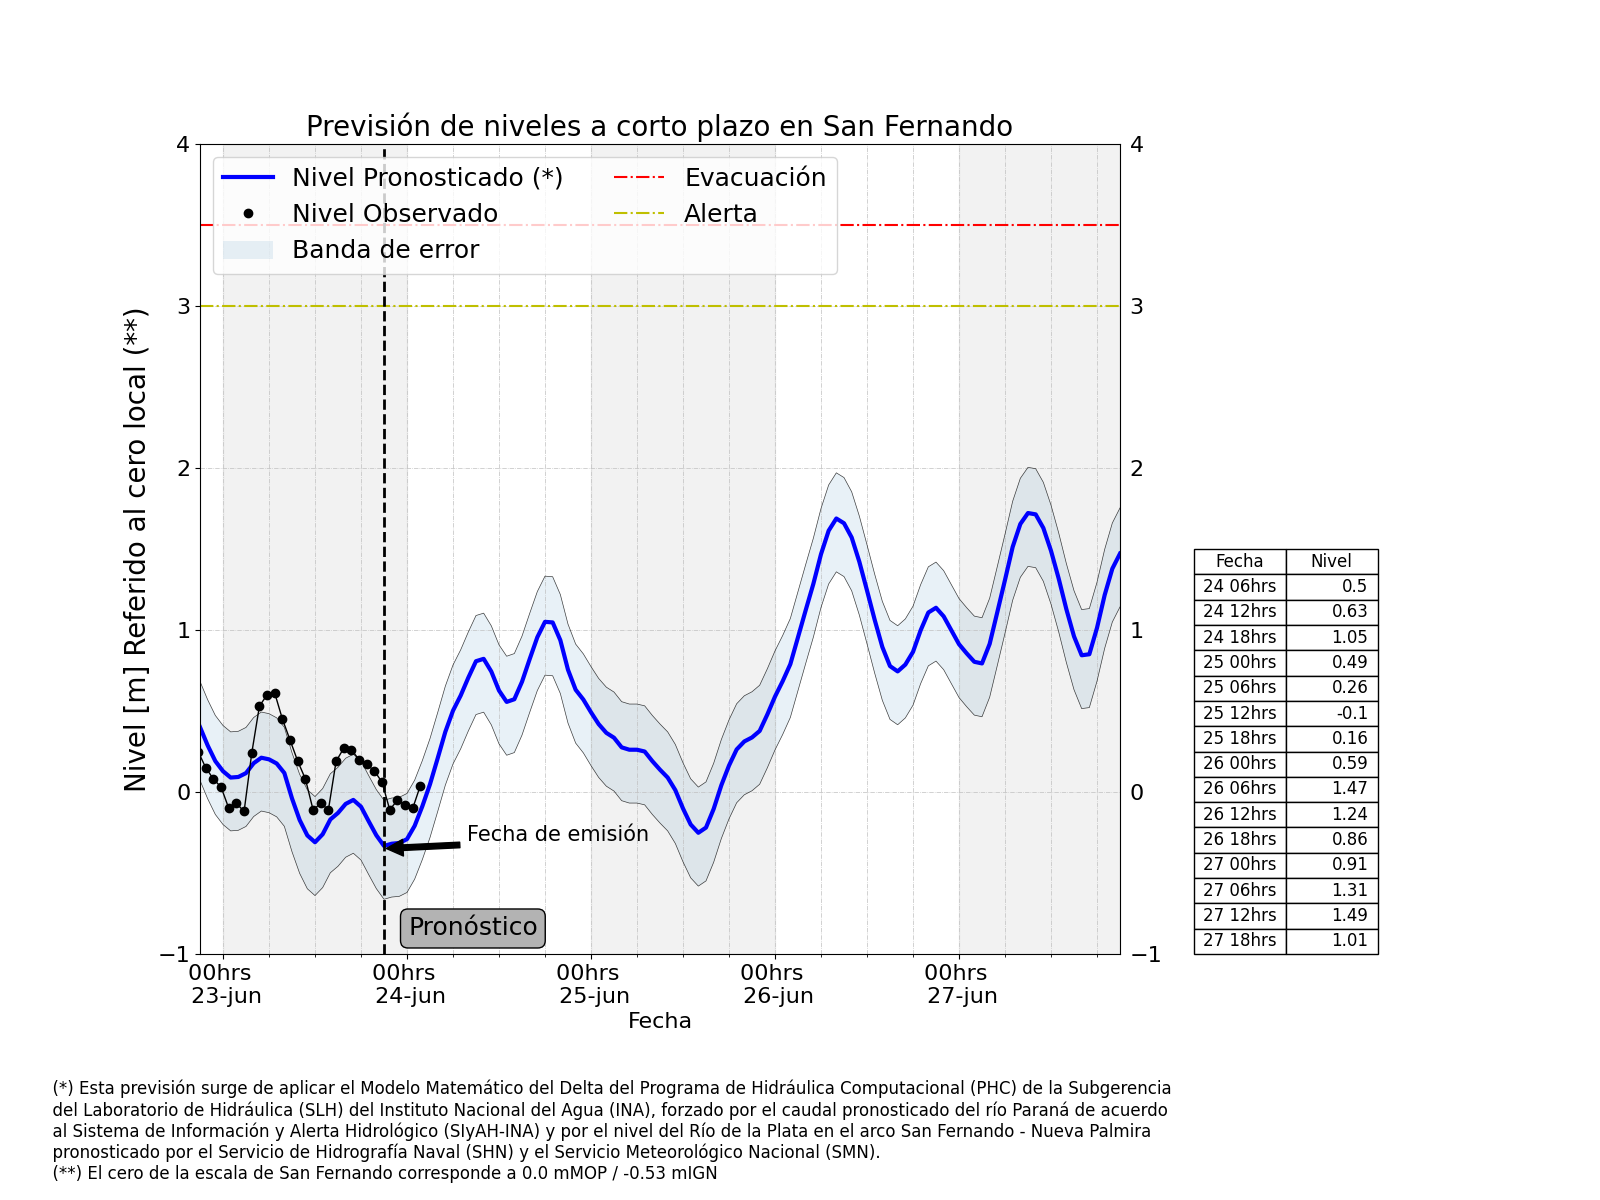 Previsión de niveles a corto plazo en San Fernando
Nivel Pronosticado (*)
Nivel Observado
Banda de error
Evacuación
Alerta
Nivel [m] Referido al cero local (**)
4
3
2
1
0
−1
4
3
2
1
0
−1
Fecha de emisión
Pronóstico
00hrs
23-jun
00hrs
24-jun
00hrs
25-jun
00hrs
26-jun
00hrs
27-jun
Fecha
Fecha Nivel
24 06hrs 0.5
24 12hrs 0.63
24 18hrs 1.05
25 00hrs 0.49
25 06hrs 0.26
25 12hrs -0.1
25 18hrs 0.16
26 00hrs 0.59
26 06hrs 1.47
26 12hrs 1.24
26 18hrs 0.86
27 00hrs 0.91
27 06hrs 1.31
27 12hrs 1.49
27 18hrs 1.01
(*) Esta previsión surge de aplicar el Modelo Matemático del Delta del Programa de Hidráulica Computacional (PHC) de la Subgerencia
del Laboratorio de Hidráulica (SLH) del Instituto Nacional del Agua (INA), forzado por el caudal pronosticado del río Paraná de acuerdo
al Sistema de Información y Alerta Hidrológico (SIyAH-INA) y por el nivel del Río de la Plata en el arco San Fernando - Nueva Palmira
pronosticado por el Servicio de Hidrografía Naval (SHN) y el Servicio Meteorológico Nacional (SMN).
(**) El cero de la escala de San Fernando corresponde a 0.0 mMOP / -0.53 mIGN